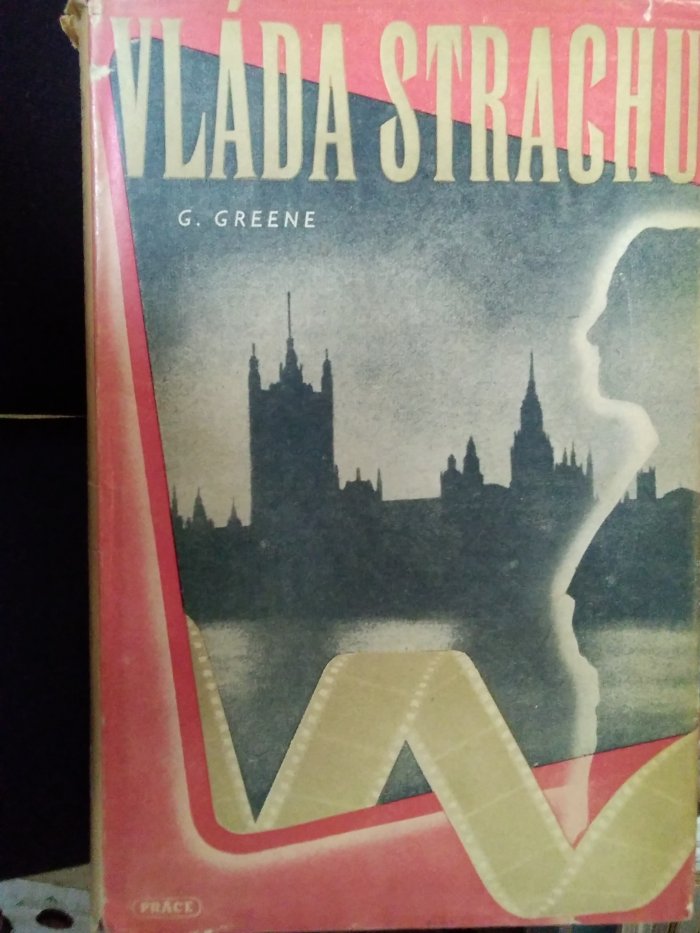 VLÁDA STRACHU
G. GREENE
PRÁCE